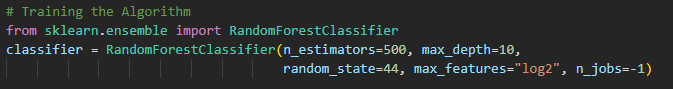 # Training the Algorithm
from sklearn.ensemble import RandomForestClassifier
classifier = RandomForestClassifier(n_estimators=500, max_depth=10,
random_state=44, max_features="log2", n_jobs=-1)